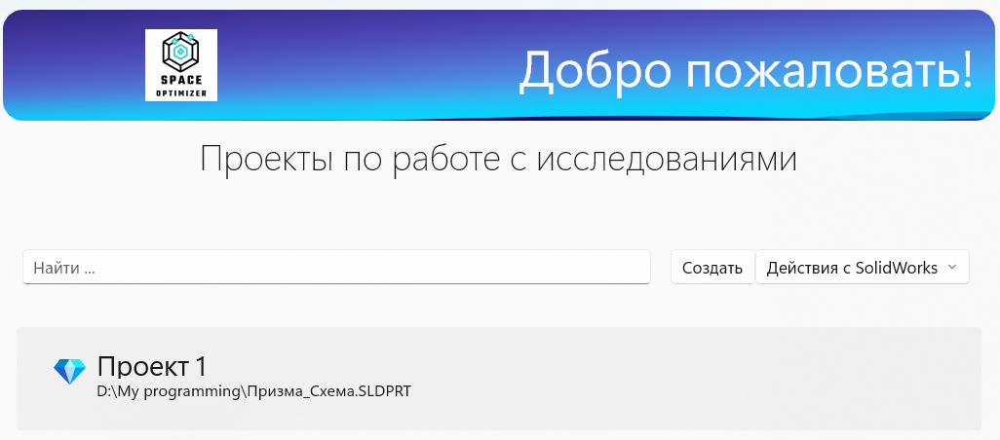 SPACE
OPTIMIZER
Добро пожаловать!
Проекты по работе с исследованиями
Найти ...
Создать
Действия с SolidWorks
Проект 1
D:\My programming\Призма_Схема.SLDPRT